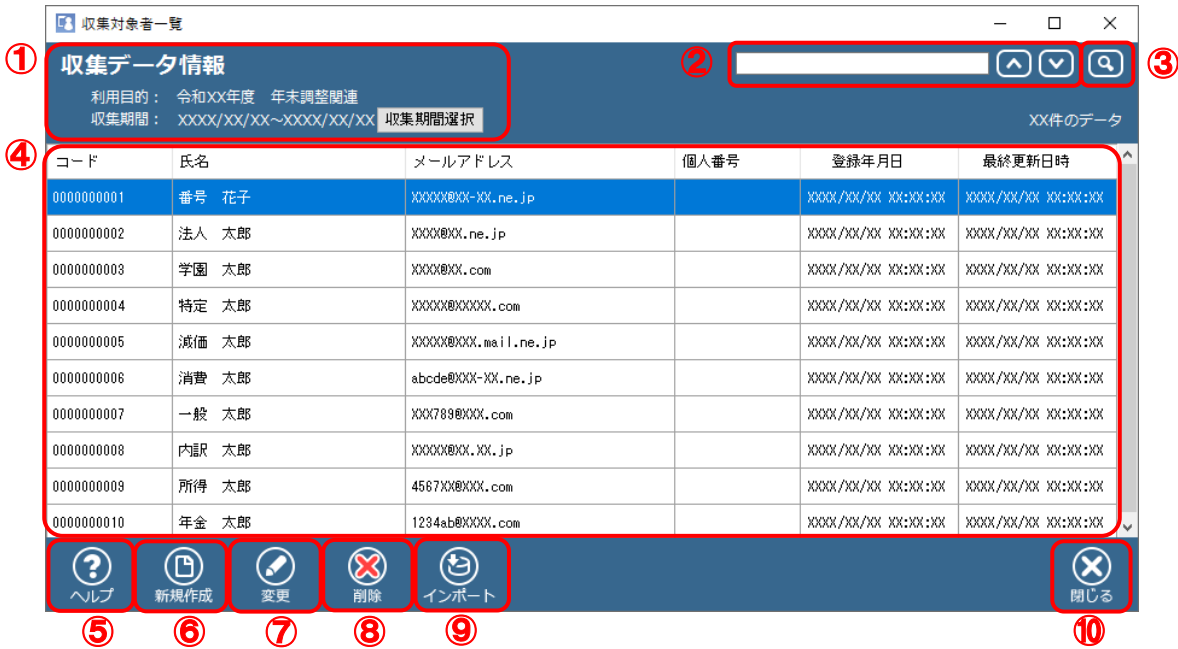 収集対象者一覧
①
収集データ情報
②
③
利用目的： 令和XX年度 年末調整関連
収集期間： XXXX/XX/XX～XXXX/XX/XX 収集期間選択
XX件のデータ
④
コード 氏名 メールアドレス 個人番号 登録年月日 最終更新日時
0000000001 番号 花子 XXXXX@XX-XX.ne.jp XXXX/XX/XX XX:XX:XX XXXX/XX/XX XX:XX:XX
0000000002 法人 太郎 XXXX@XX.ne.jp XXXX/XX/XX XX:XX:XX XXXX/XX/XX XX:XX:XX
0000000003 学園 太郎 XXXX@XX.com XXXX/XX/XX XX:XX:XX XXXX/XX/XX XX:XX:XX
0000000004 特定 太郎 XXXXX@XXXXX.com XXXX/XX/XX XX:XX:XX XXXX/XX/XX XX:XX:XX
0000000005 減価 太郎 XXXXX@XXX.mail.ne.jp XXXX/XX/XX XX:XX:XX XXXX/XX/XX XX:XX:XX
0000000006 消費 太郎 abcde@XXX-XX.ne.jp XXXX/XX/XX XX:XX:XX XXXX/XX/XX XX:XX:XX
0000000007 一般 太郎 XXX789@XXX.com XXXX/XX/XX XX:XX:XX XXXX/XX/XX XX:XX:XX
0000000008 内訳 太郎 XXXXX@XX.XX.jp XXXX/XX/XX XX:XX:XX XXXX/XX/XX XX:XX:XX
0000000009 所得 太郎 4567XX@XXX.com XXXX/XX/XX XX:XX:XX XXXX/XX/XX XX:XX:XX
0000000010 年金 太郎 1234ab@XXXX.com XXXX/XX/XX XX:XX:XX XXXX/XX/XX XX:XX:XX
ヘルプ 新規作成 変更 削除 インポート 閉じる
⑤ ⑥ ⑦ ⑧ ⑨ ⑩